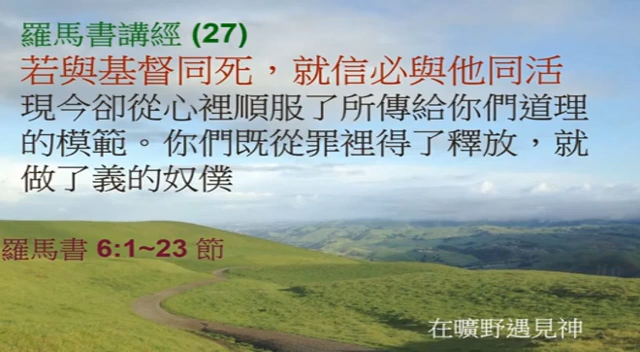 羅馬書講經 (27)
若與基督同死，就信必與他同活
現今卻從心裡順服了所傳給你們道理
的模範。你們既從罪裡得了釋放，就
做了義的奴僕
羅馬書 6:1~23 節
在曠野遇見神